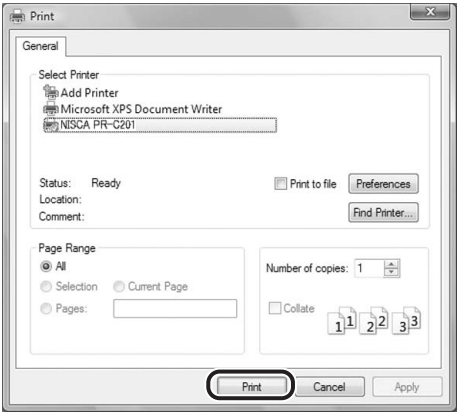 Print
General
Select Printer
Add Printer
Microsoft XPS Document Writer
NISCA PR-C201
Status: Ready
Print to file
Preferences
Location:
Comment:
Find Printer...
Page Range
All
Selection
Current Page
Pages:
Number of copies: 1
Collate
1 1 2 2 3 3
Print
Cancel
Apply